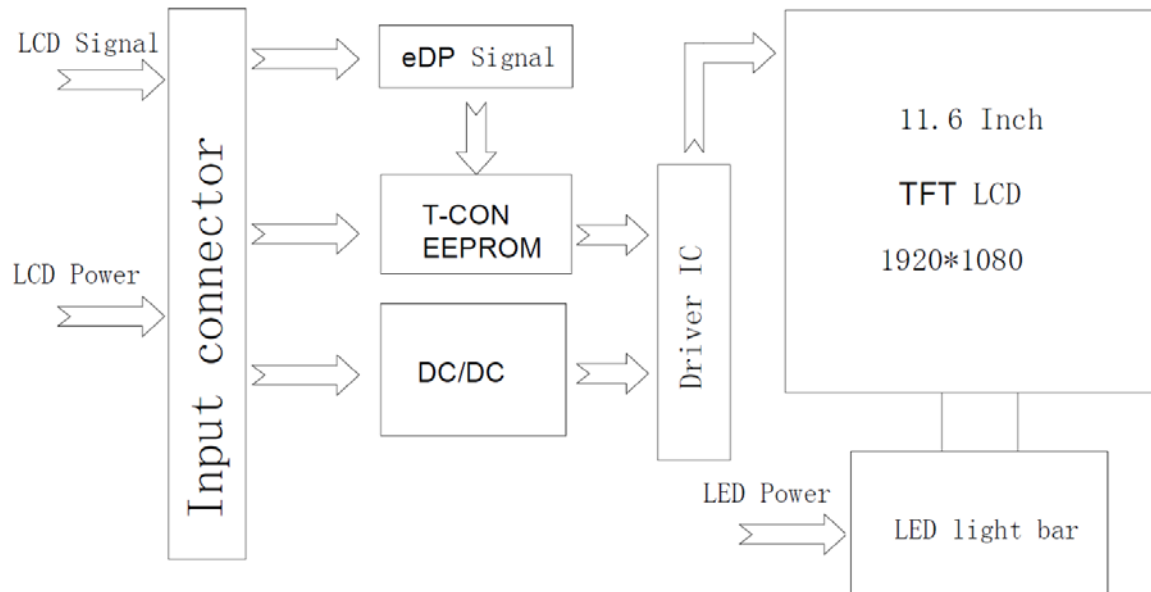 LCD Signal
LCD Power
Input connector
eDP Signal
T-CON
EEPROM
DC/DC
Driver IC
11.6 Inch
TFT LCD
1920*1080
LED Power
LED light bar